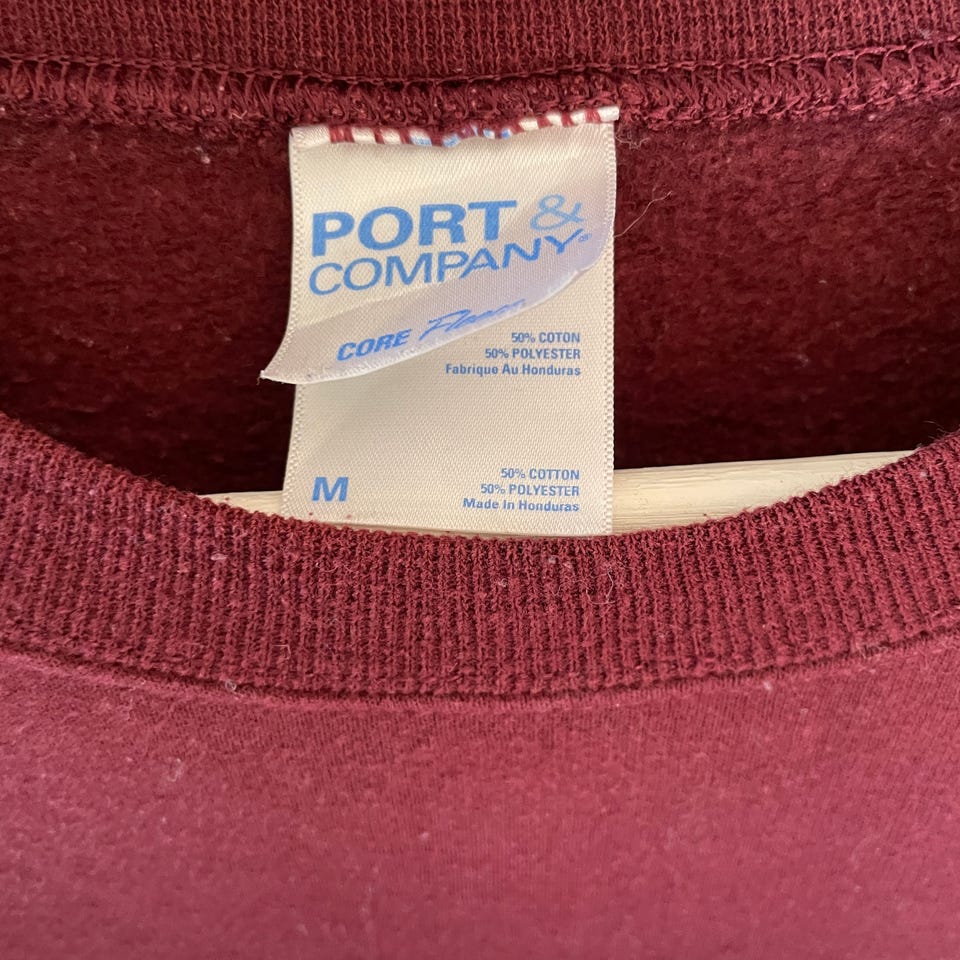 PORT &
COMPANY®
CORE Fleece
50% COTON
50% POLYESTER
Fabrique Au Honduras
M
50% COTTON
50% POLYESTER
Made In Honduras